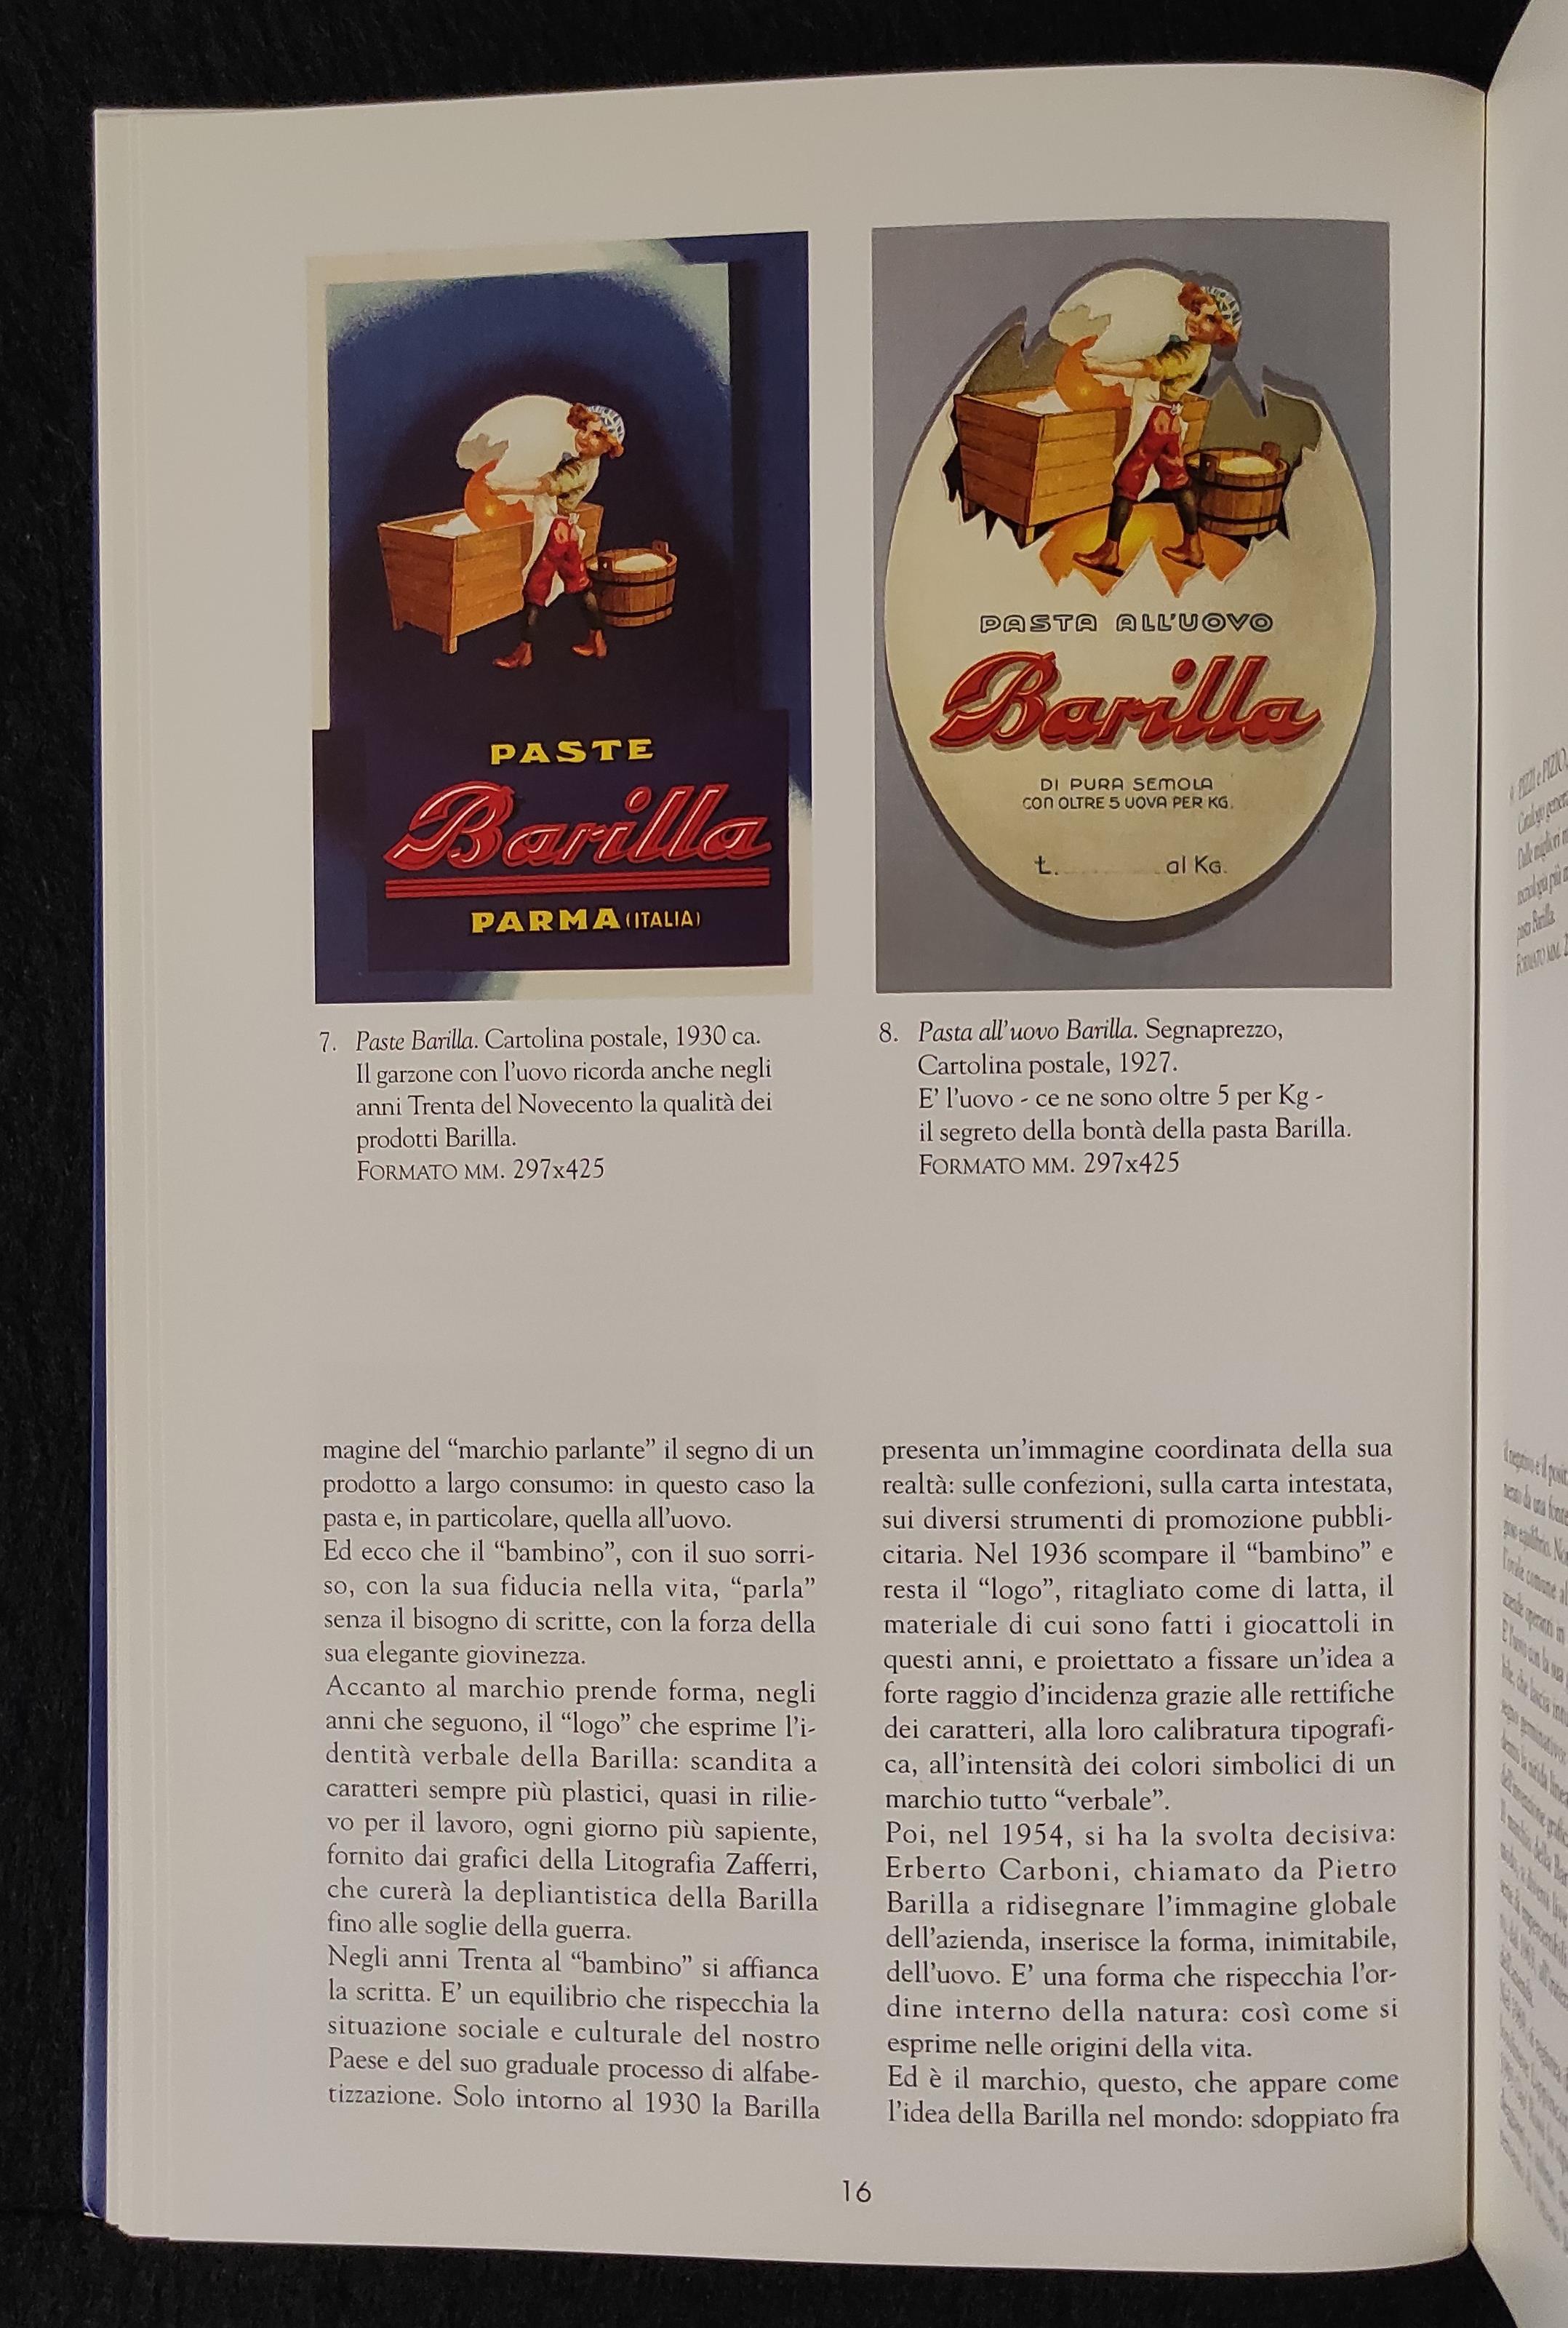 PASTE
Barilla
PARMA (ITALIA)
PASTA ALL'UOVO
Barilla
DI PURA SEMOLA
CON OLTRE 5 UOVA PER KG.
Ł. .............. al KG.
7. Paste Barilla. Cartolina postale, 1930 ca.
Il garzone con l'uovo ricorda anche negli
anni Trenta del Novecento la qualità dei
prodotti Barilla.
FORMATO MM. 297x425
8. Pasta all'uovo Barilla. Segnaprezzo,
Cartolina postale, 1927.
E' l'uovo - ce ne sono oltre 5 per Kg -
il segreto della bontà della pasta Barilla.
FORMATO MM. 297x425
magine del “marchio parlante” il segno di un
prodotto a largo consumo: in questo caso la
pasta e, in particolare, quella all'uovo.
Ed ecco che il “bambino”, con il suo sorri-
so, con la sua fiducia nella vita, “parla”
senza il bisogno di scritte, con la forza della
sua elegante giovinezza.
Accanto al marchio prende forma, negli
anni che seguono, il “logo” che esprime l'i-
dentità verbale della Barilla: scandita a
caratteri sempre più plastici, quasi in rilie-
vo per il lavoro, ogni giorno più sapiente,
fornito dai grafici della Litografia Zafferri,
che curerà la depliantistica della Barilla
fino alle soglie della guerra.
Negli anni Trenta al “bambino” si affianca
la scritta. E' un equilibrio che rispecchia la
situazione sociale e culturale del nostro
Paese e del suo graduale processo di alfabe-
tizzazione. Solo intorno al 1930 la Barilla
presenta un'immagine coordinata della sua
realtà: sulle confezioni, sulla carta intestata,
sui diversi strumenti di promozione pubbli-
citaria. Nel 1936 scompare il “bambino” e
resta il “logo”, ritagliato come di latta, il
materiale di cui sono fatti i giocattoli in
questi anni, e proiettato a fissare un'idea a
forte raggio d'incidenza grazie alle rettifiche
dei caratteri, alla loro calibratura tipografi-
ca, all'intensità dei colori simbolici di un
marchio tutto “verbale”.
Poi, nel 1954, si ha la svolta decisiva:
Erberto Carboni, chiamato da Pietro
Barilla a ridisegnare l'immagine globale
dell'azienda, inserisce la forma, inimitabile,
dell'uovo. E' una forma che rispecchia l'or-
dine interno della natura: così come si
esprime nelle origini della vita.
Ed è il marchio, questo, che appare come
l'idea della Barilla nel mondo: sdoppiato fra
16